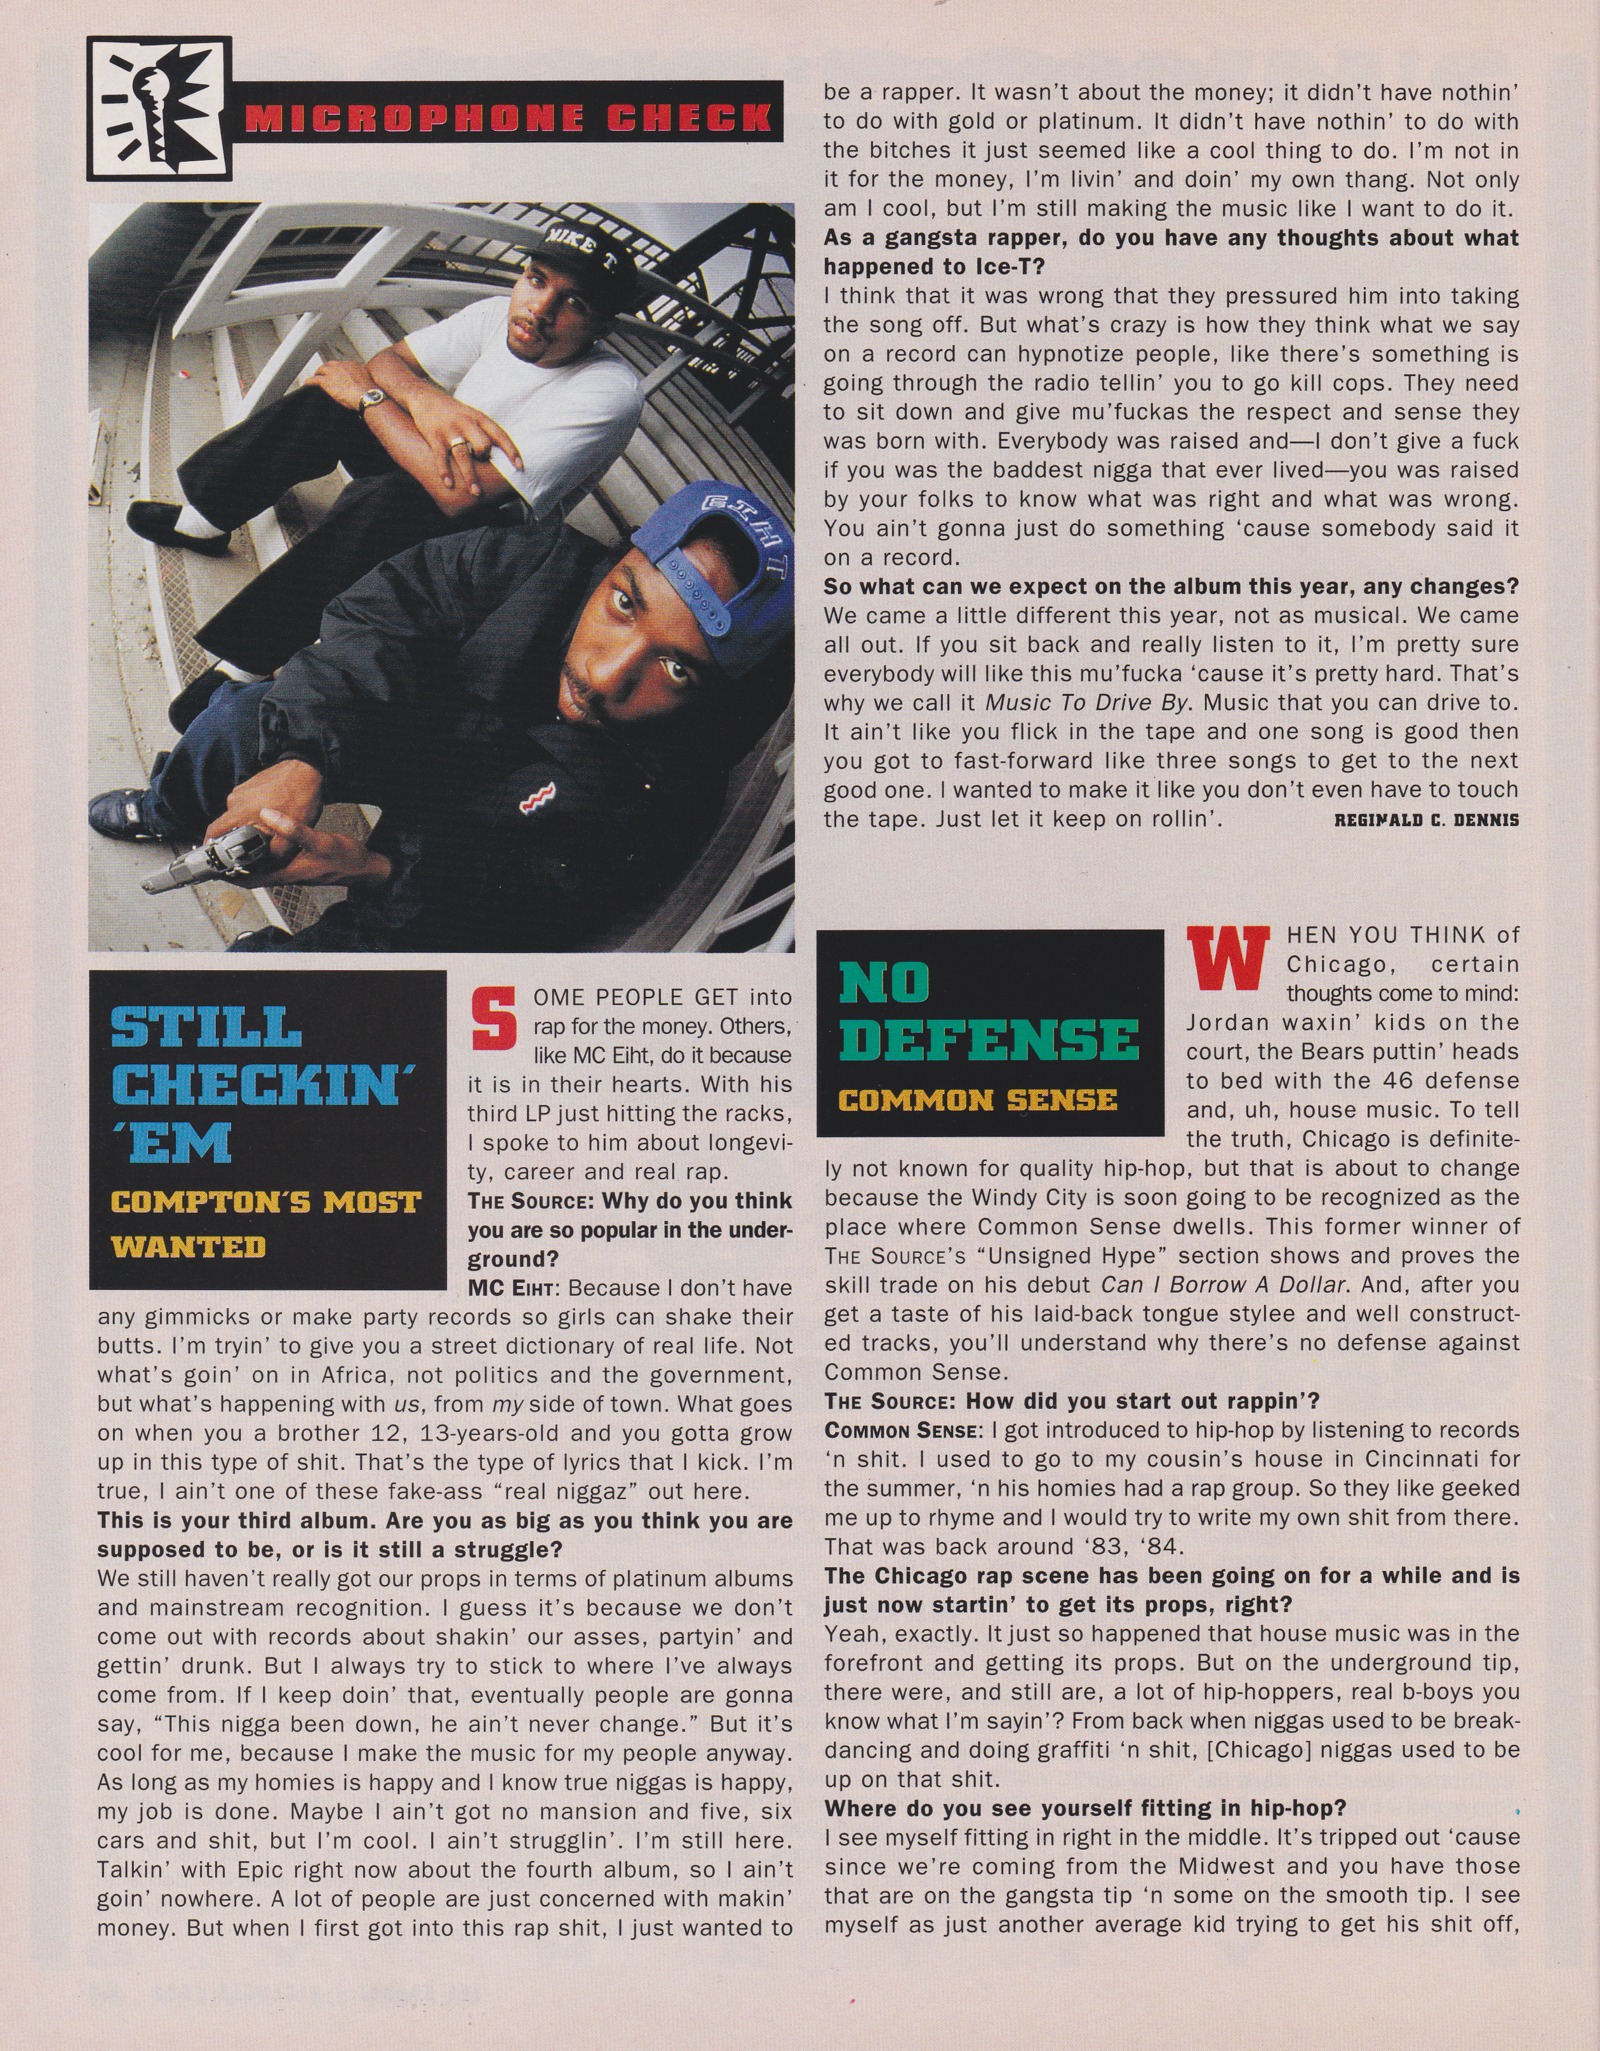 MICROPHONE CHECK
MIKE T.
EIHT
STILL
CHECKIN'
'EM
COMPTON'S MOST
WANTED
SOME PEOPLE GET into
rap for the money. Others,
like MC Eiht, do it because
it is in their hearts. With his
third LP just hitting the racks,
I spoke to him about longevi-
ty, career and real rap.
THE SOURCE: Why do you think
you are so popular in the under-
ground?
MC EIHT: Because I don't have
any gimmicks or make party records so girls can shake their
butts. I'm tryin' to give you a street dictionary of real life. Not
what's goin' on in Africa, not politics and the government,
but what's happening with us, from my side of town. What goes
on when you a brother 12, 13-years-old and you gotta grow
up in this type of shit. That's the type of lyrics that I kick. I'm
true, I ain't one of these fake-ass “real niggaz” out here.
This is your third album. Are you as big as you think you are
supposed to be, or is it still a struggle?
We still haven't really got our props in terms of platinum albums
and mainstream recognition. I guess it's because we don't
come out with records about shakin' our asses, partyin' and
gettin' drunk. But I always try to stick to where I've always
come from. If I keep doin' that, eventually people are gonna
say, “This nigga been down, he ain't never change.” But it's
cool for me, because I make the music for my people anyway.
As long as my homies is happy and I know true niggas is happy,
my job is done. Maybe I ain't got no mansion and five, six
cars and shit, but I'm cool. I ain't strugglin'. I'm still here.
Talkin' with Epic right now about the fourth album, so I ain't
goin' nowhere. A lot of people are just concerned with makin'
money. But when I first got into this rap shit, I just wanted to
be a rapper. It wasn't about the money; it didn't have nothin'
to do with gold or platinum. It didn't have nothin' to do with
the bitches it just seemed like a cool thing to do. I'm not in
it for the money, I'm livin' and doin' my own thang. Not only
am I cool, but I'm still making the music like I want to do it.
As a gangsta rapper, do you have any thoughts about what
happened to Ice-T?
I think that it was wrong that they pressured him into taking
the song off. But what's crazy is how they think what we say
on a record can hypnotize people, like there's something is
going through the radio tellin' you to go kill cops. They need
to sit down and give mu'fuckas the respect and sense they
was born with. Everybody was raised and—I don't give a fuck
if you was the baddest nigga that ever lived—you was raised
by your folks to know what was right and what was wrong.
You ain't gonna just do something ‘cause somebody said it
on a record.
So what can we expect on the album this year, any changes?
We came a little different this year, not as musical. We came
all out. If you sit back and really listen to it, I'm pretty sure
everybody will like this mu'fucka ‘cause it's pretty hard. That's
why we call it Music To Drive By. Music that you can drive to.
It ain't like you flick in the tape and one song is good then
you got to fast-forward like three songs to get to the next
good one. I wanted to make it like you don't even have to touch
the tape. Just let it keep on rollin'. REGINALD C. DENNIS
NO
DEFENSE
COMMON SENSE
WHEN YOU THINK of
Chicago, certain
thoughts come to mind:
Jordan waxin' kids on the
court, the Bears puttin' heads
to bed with the 46 defense
and, uh, house music. To tell
the truth, Chicago is definite-
ly not known for quality hip-hop, but that is about to change
because the Windy City is soon going to be recognized as the
place where Common Sense dwells. This former winner of
THE SOURCE'S “Unsigned Hype” section shows and proves the
skill trade on his debut Can I Borrow A Dollar. And, after you
get a taste of his laid-back tongue stylee and well construct-
ed tracks, you'll understand why there's no defense against
Common Sense.
THE SOURCE: How did you start out rappin'?
COMMON SENSE: I got introduced to hip-hop by listening to records
‘n shit. I used to go to my cousin's house in Cincinnati for
the summer, ‘n his homies had a rap group. So they like geeked
me up to rhyme and I would try to write my own shit from there.
That was back around ‘83, ‘84.
The Chicago rap scene has been going on for a while and is
just now startin' to get its props, right?
Yeah, exactly. It just so happened that house music was in the
forefront and getting its props. But on the underground tip,
there were, and still are, a lot of hip-hoppers, real b-boys you
know what I'm sayin'? From back when niggas used to be break-
dancing and doing graffiti ‘n shit, [Chicago] niggas used to be
up on that shit.
Where do you see yourself fitting in hip-hop?
I see myself fitting in right in the middle. It's tripped out ‘cause
since we're coming from the Midwest and you have those
that are on the gangsta tip ‘n some on the smooth tip. I see
myself as just another average kid trying to get his shit off,